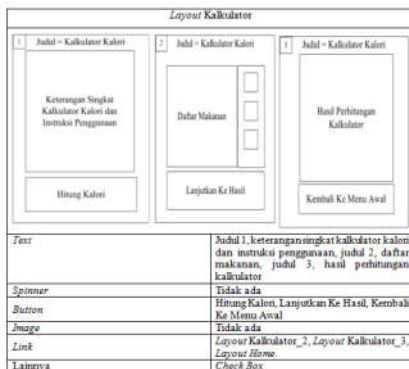 Layout Kalkulator
1 Judul = Kalkulator Kalori
Keterangan Singkat
Kalkulator Kalori dan
Instruksi Penggunaan
Hitung Kalori
2 Judul = Kalkulator Kalori
Daftar Makanan
Lanjutkan Ke Hasil
3 Judul = Kalkulator Kalori
Hasil Perhitungan
Kalkulator
Kembali Ke Menu Awal
Text
Judul 1, keterangan singkat kalkulator kalori
dan instruksi penggunaan, judul 2, daftar
makanan, judul 3, hasil perhitungan
kalkulator
Spinner Tidak ada
Button
Hitung Kalori, Lanjutkan Ke Hasil, Kembali
Ke Menu Awal
Image Tidak ada
Link
Layout Kalkulator_2, Layout Kalkulator_3,
Layout Home.
Lainnya Check Box